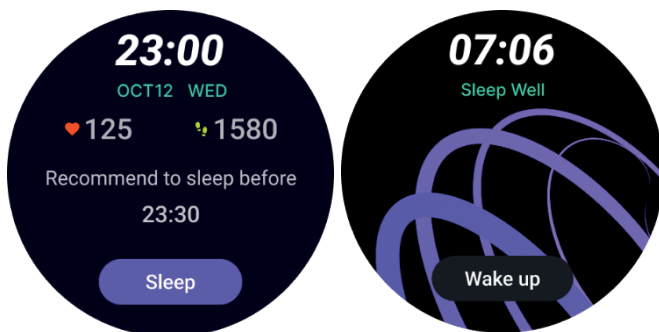 23:00
OCT12 WED
125 1580
Recommend to sleep before
23:30
Sleep
07:06
Sleep Well
Wake up